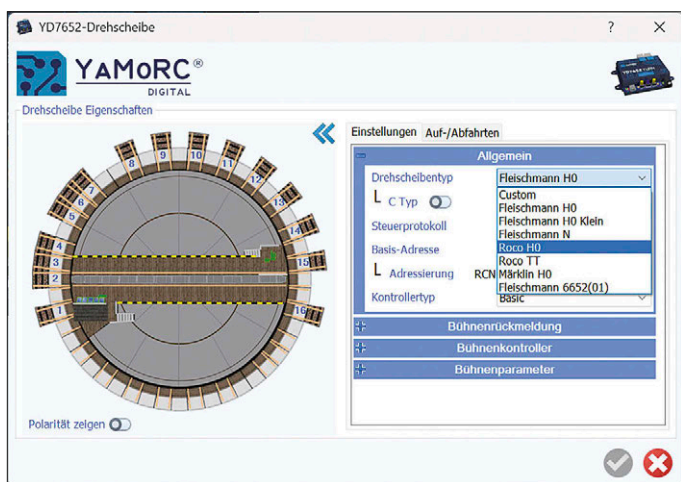 YD7652-Drehscheibe
YAMORC®
DIGITAL
Drehscheibe Eigenschaften
1
2
3
4
5
6
7
8
9
10
11
12
13
14
15
16
Polarität zeigen
Einstellungen Auf-/Abfahrten
Allgemein
Drehscheibentyp Fleischmann H0
Custom
L C Typ Fleischmann H0
Steuerprotokoll Fleischmann H0 Klein
Fleischmann N
Basis-Adresse Roco H0
Roco TT
L Adressierung RCN Märklin H0
Fleischmann 6652(01)
Kontrollertyp Basic
Bühnenrückmeldung
Bühnenkontroller
Bühnenparameter